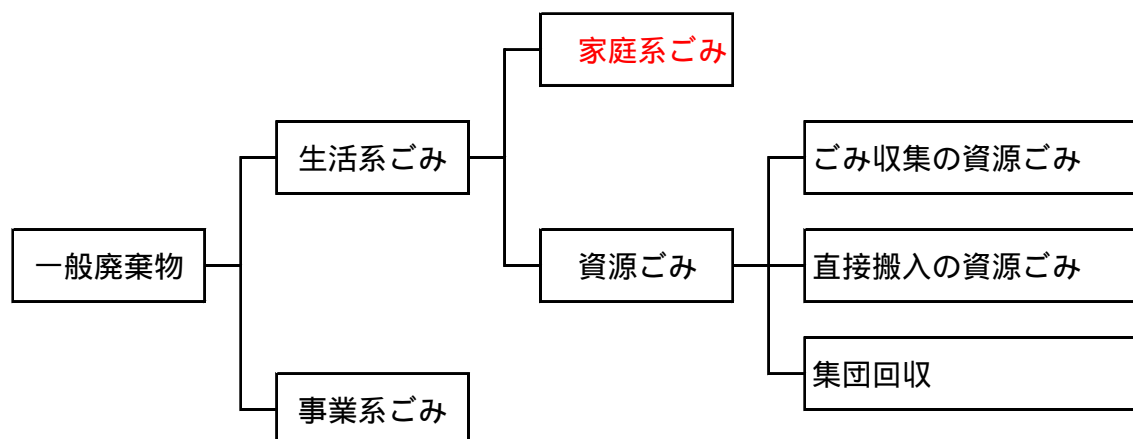 家庭系ごみ
生活系ごみ
ごみ収集の資源ごみ
一般廃棄物
資源ごみ
直接搬入の資源ごみ
集団回収
事業系ごみ